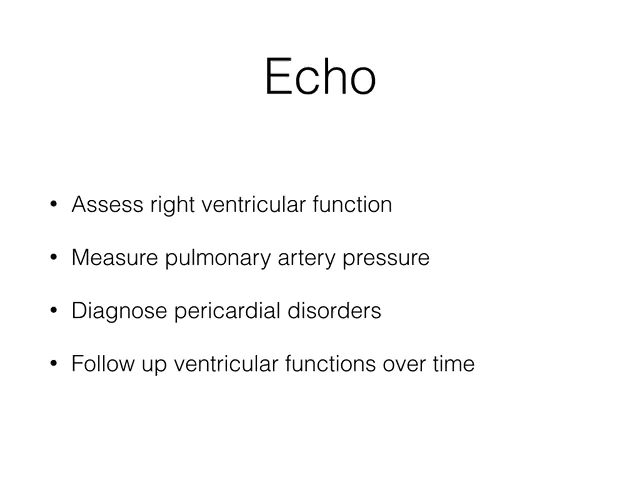 Echo
• Assess right ventricular function
• Measure pulmonary artery pressure
• Diagnose pericardial disorders
• Follow up ventricular functions over time